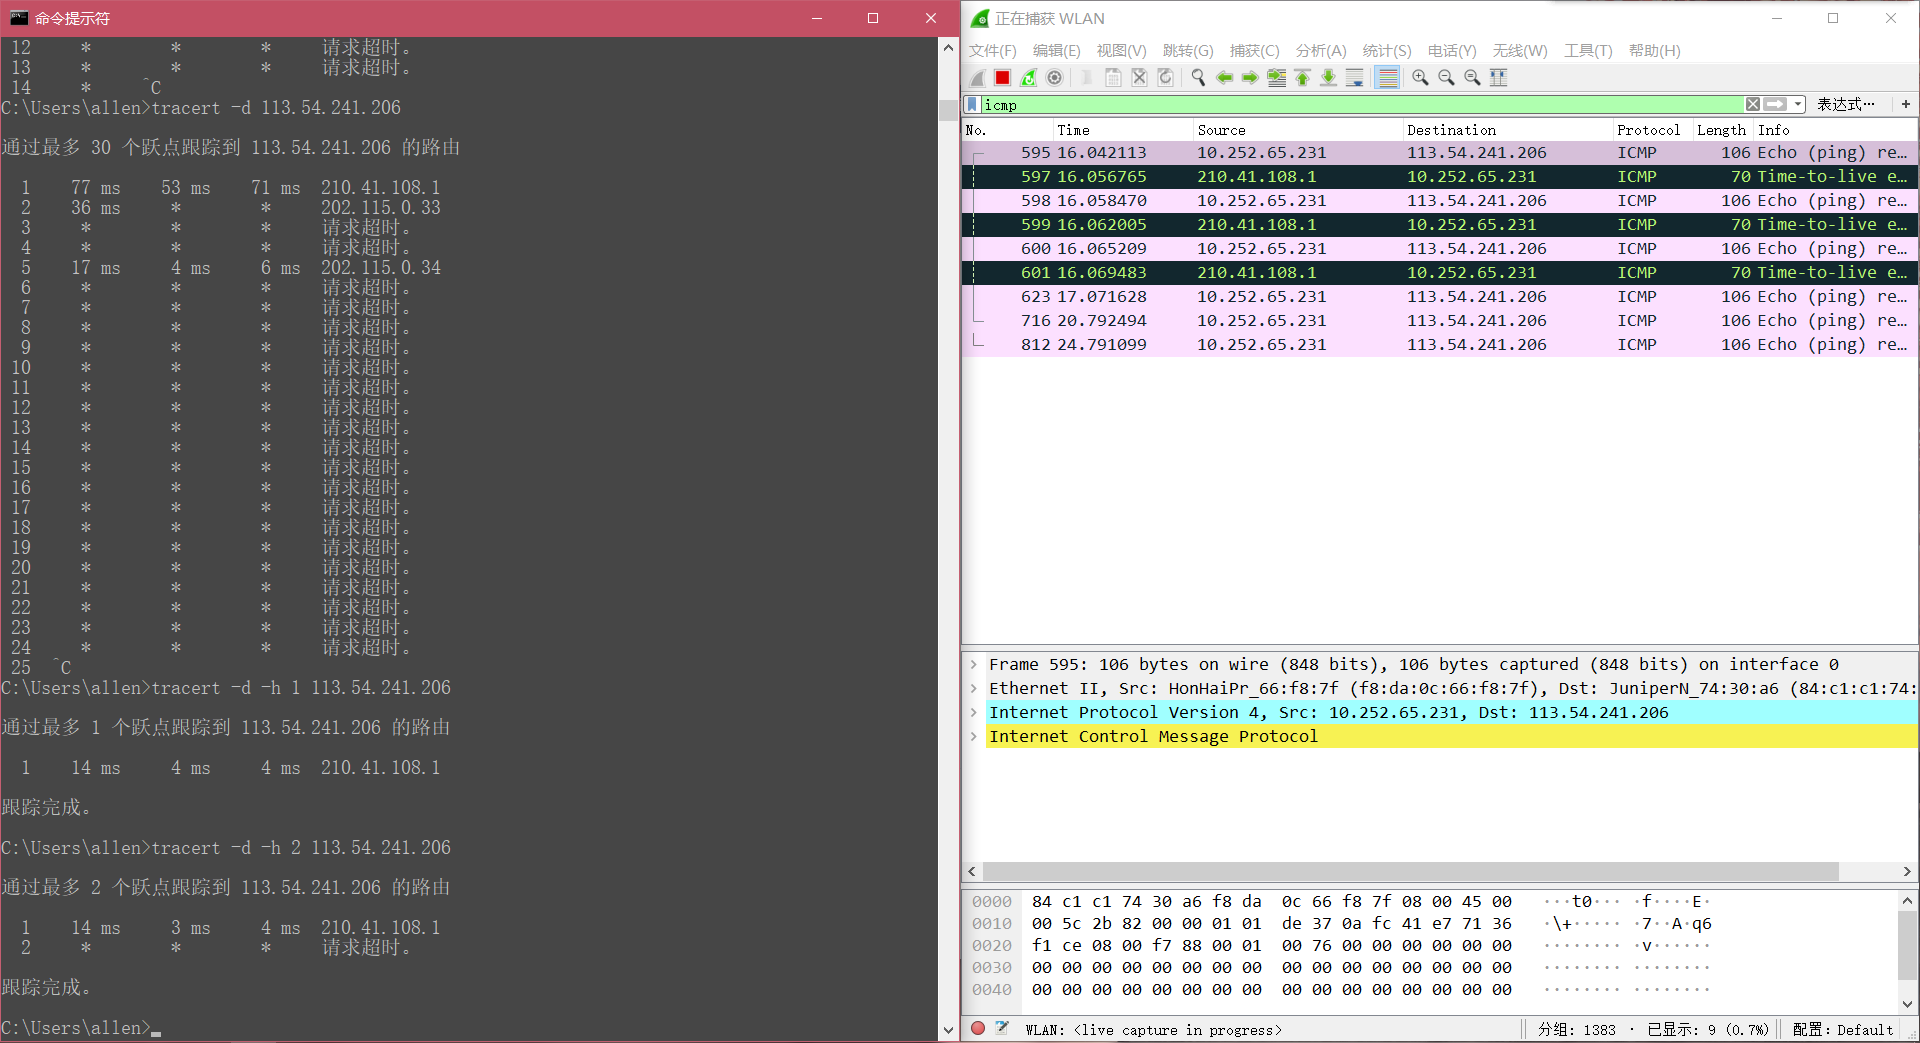 命令提示符
12 * * * 请求超时。
13 * * * 请求超时。
14 * ^C
C:\Users\allen>tracert -d 113.54.241.206
通过最多 30 个跃点跟踪到 113.54.241.206 的路由
1 77 ms 53 ms 71 ms 210.41.108.1
2 36 ms * * 202.115.0.33
3 * * * 请求超时。
4 * * * 请求超时。
5 17 ms 4 ms 6 ms 202.115.0.34
6 * * * 请求超时。
7 * * * 请求超时。
8 * * * 请求超时。
9 * * * 请求超时。
10 * * * 请求超时。
11 * * * 请求超时。
12 * * * 请求超时。
13 * * * 请求超时。
14 * * * 请求超时。
15 * * * 请求超时。
16 * * * 请求超时。
17 * * * 请求超时。
18 * * * 请求超时。
19 * * * 请求超时。
20 * * * 请求超时。
21 * * * 请求超时。
22 * * * 请求超时。
23 * * * 请求超时。
24 * * * 请求超时。
25 ^C
C:\Users\allen>tracert -d -h 1 113.54.241.206
通过最多 1 个跃点跟踪到 113.54.241.206 的路由
1 14 ms 4 ms 4 ms 210.41.108.1
跟踪完成。
C:\Users\allen>tracert -d -h 2 113.54.241.206
通过最多 2 个跃点跟踪到 113.54.241.206 的路由
1 14 ms 3 ms 4 ms 210.41.108.1
2 * * * 请求超时。
跟踪完成。
C:\Users\allen>_
正在捕获 WLAN
文件(F) 编辑(E) 视图(V) 跳转(G) 捕获(C) 分析(A) 统计(S) 电话(Y) 无线(W) 工具(T) 帮助(H)
icmp 表达式… +
No. Time Source Destination Protocol Length Info
595 16.042113 10.252.65.231 113.54.241.206 ICMP 106 Echo (ping) re…
597 16.056765 210.41.108.1 10.252.65.231 ICMP 70 Time-to-live e…
598 16.058470 10.252.65.231 113.54.241.206 ICMP 106 Echo (ping) re…
599 16.062005 210.41.108.1 10.252.65.231 ICMP 70 Time-to-live e…
600 16.065209 10.252.65.231 113.54.241.206 ICMP 106 Echo (ping) re…
601 16.069483 210.41.108.1 10.252.65.231 ICMP 70 Time-to-live e…
623 17.071628 10.252.65.231 113.54.241.206 ICMP 106 Echo (ping) re…
716 20.792494 10.252.65.231 113.54.241.206 ICMP 106 Echo (ping) re…
812 24.791099 10.252.65.231 113.54.241.206 ICMP 106 Echo (ping) re…
Frame 595: 106 bytes on wire (848 bits), 106 bytes captured (848 bits) on interface 0
Ethernet II, Src: HonHaiPr_66:f8:7f (f8:da:0c:66:f8:7f), Dst: JuniperN_74:30:a6 (84:c1:c1:74:
Internet Protocol Version 4, Src: 10.252.65.231, Dst: 113.54.241.206
Internet Control Message Protocol
0000 84 c1 c1 74 30 a6 f8 da 0c 66 f8 7f 08 00 45 00 ···t0··· ·f····E·
0010 00 5c 2b 82 00 00 01 01 de 37 0a fc 41 e7 71 36 ·\+····· ·7··A·q6
0020 f1 ce 08 00 f7 88 00 01 00 76 00 00 00 00 00 00 ········ ·v······
0030 00 00 00 00 00 00 00 00 00 00 00 00 00 00 00 00 ········ ········
0040 00 00 00 00 00 00 00 00 00 00 00 00 00 00 00 00 ········ ········
WLAN: <live capture in progress> 分组: 1383 · 已显示: 9 (0.7%) 配置: Default